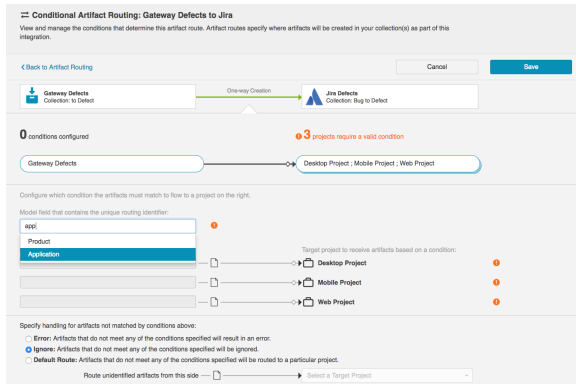 Conditional Artifact Routing: Gateway Defects to Jira
View and manage the conditions that determine this artifact route. Artifact routes specify where artifacts will be created in your collection(s) as part of this
integration.
Back to Artifact Routing
Cancel
Save
Gateway Defects
Collection: to Defect
One-way Creation
Jira Defects
Collection: Bug to Defect
0 conditions configured
3 projects require a valid condition
Gateway Defects
Desktop Project ; Mobile Project ; Web Project
Configure which condition the artifacts must match to flow to a project on the right.
Model field that contains the unique routing identifier:
app
Product
Application
Target project to receive artifacts based on a condition:
Desktop Project
Mobile Project
Web Project
Specify handling for artifacts not matched by conditions above:
Error: Artifacts that do not meet any of the conditions specified will result in an error.
Ignore: Artifacts that do not meet any of the conditions specified will be ignored.
Default Route: Artifacts that do not meet any of the conditions specified will be routed to a particular project.
Route unidentified artifacts from this side
Select a Target Project